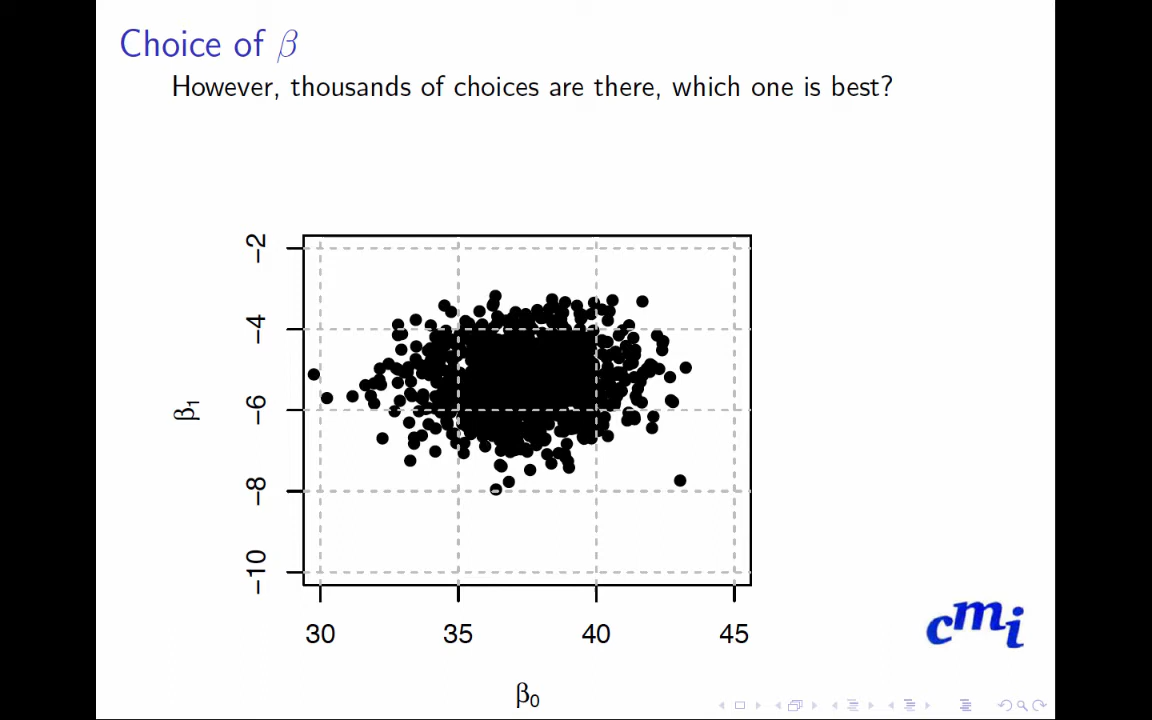 Choice of β
However, thousands of choices are there, which one is best?
−2
−4
−6
−8
−10
β1
30 35 40 45
β0
cmi